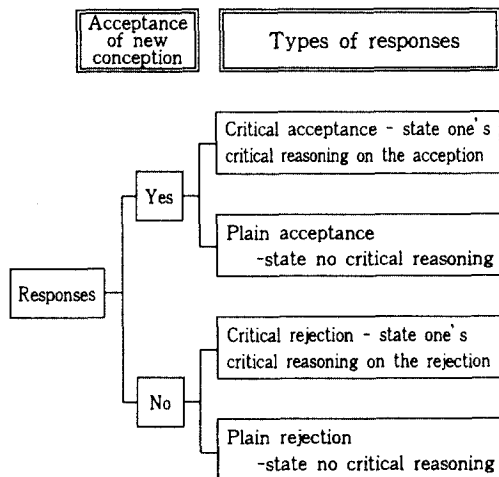 Acceptance
of new
conception
Types of responses
Critical acceptance - state one's
critical reasoning on the acception
Yes
Plain acceptance
-state no critical reasoning
Responses
Critical rejection - state one's
critical reasoning on the rejection
No
Plain rejection
-state no critical reasoning